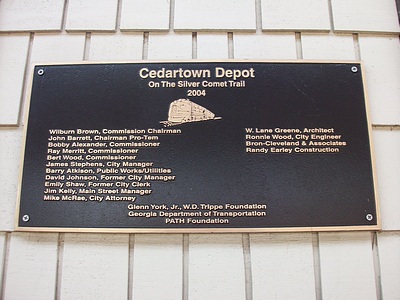 Cedartown Depot
On The Silver Comet Trail
2004
Wilburn Brown, Commission Chairman
John Barrett, Chairman Pro-Tem
Bobby Alexander, Commissioner
Ray Merritt, Commissioner
Bert Wood, Commissioner
James Stephens, City Manager
Barry Atkison, Public Works/Utilities
David Johnson, Former City Manager
Emily Shaw, Former City Clerk
Jim Kelly, Main Street Manager
Mike McRae, City Attorney
W. Lane Greene, Architect
Ronnie Wood, City Engineer
Bron-Cleveland & Associates
Randy Earley Construction
Glenn York, Jr., W.D. Trippe Foundation
Georgia Department of Transportation
PATH Foundation